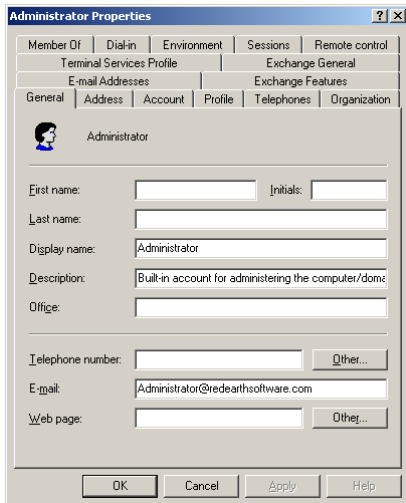 Administrator Properties
Member Of Dial-in Environment Sessions Remote control
Terminal Services Profile Exchange General
E-mail Addresses Exchange Features
General Address Account Profile Telephones Organization
Administrator
First name: Initials:
Last name:
Display name: Administrator
Description: Built-in account for administering the computer/doma
Office:
Telephone number: Other...
E-mail: Administrator@redearthsoftware.com
Web page: Other...
OK Cancel Apply Help